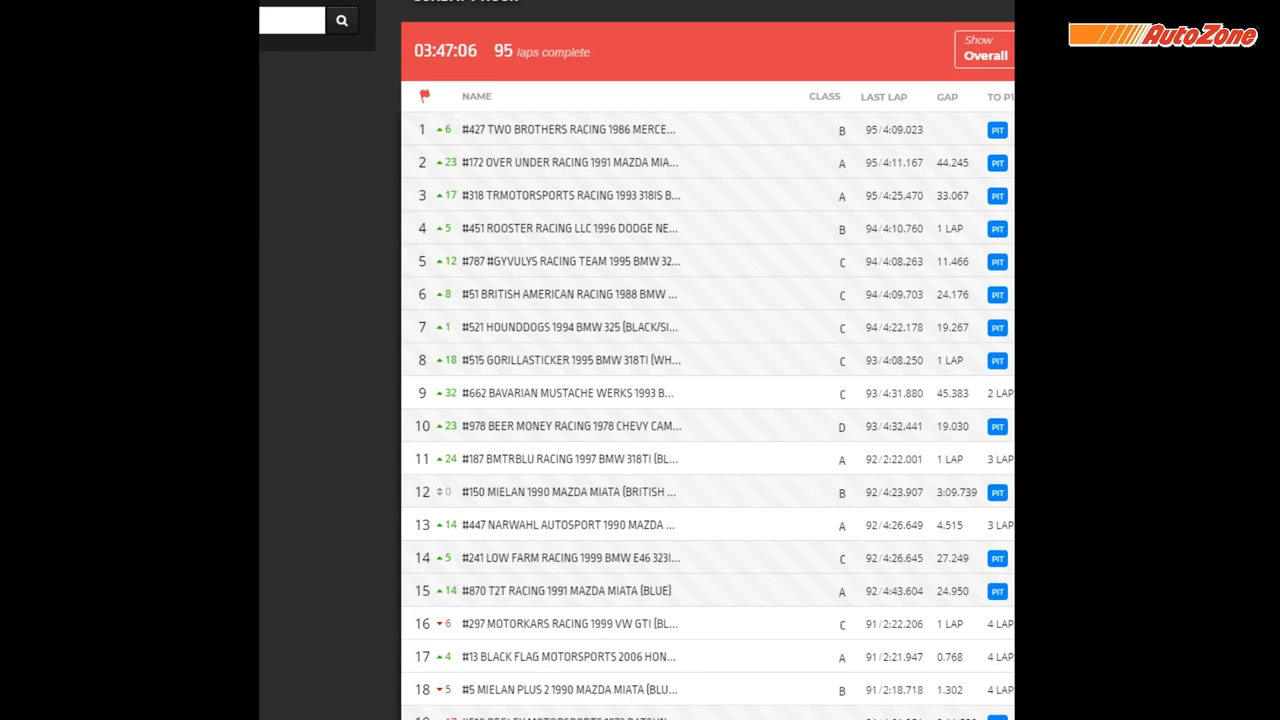 AutoZone
03:47:06 95 laps complete Show Overall
NAME CLASS LAST LAP GAP TO P1
1 6 #427 TWO BROTHERS RACING 1986 MERCE... B 95/4:09.023 PIT
2 23 #172 OVER UNDER RACING 1991 MAZDA MIA... A 95/4:11.167 44.245 PIT
3 17 #318 TRMOTORSPORTS RACING 1993 318IS B... A 95/4:25.470 33.067 PIT
4 5 #451 ROOSTER RACING LLC 1996 DODGE NE... B 94/4:10.760 1 LAP PIT
5 12 #787 #GYVULYS RACING TEAM 1995 BMW 32... C 94/4:08.263 11.466 PIT
6 8 #51 BRITISH AMERICAN RACING 1988 BMW ... C 94/4:09.703 24.176 PIT
7 1 #521 HOUNDDOGS 1994 BMW 325 (BLACK/SI... C 94/4:22.178 19.267 PIT
8 18 #515 GORILLASTICKER 1995 BMW 318TI (WH... C 93/4:08.250 1 LAP PIT
9 32 #662 BAVARIAN MUSTACHE WERKS 1993 B... C 93/4:31.880 45.383 2 LAP
10 23 #978 BEER MONEY RACING 1978 CHEVY CAM... D 93/4:32.441 19.030 PIT
11 24 #187 BMTRBLU RACING 1997 BMW 318TI (BL... A 92/2:22.001 1 LAP 3 LAP
12 0 #150 MIELAN 1990 MAZDA MIATA (BRITISH ... B 92/4:23.907 3:09.739 PIT
13 14 #447 NARWAHL AUTOSPORT 1990 MAZDA ... A 92/4:26.649 4.515 3 LAP
14 5 #241 LOW FARM RACING 1999 BMW E46 323I... C 92/4:26.645 27.249 PIT
15 14 #870 T2T RACING 1991 MAZDA MIATA (BLUE) A 92/4:43.604 24.950 PIT
16 6 #297 MOTORKARS RACING 1999 VW GTI (BL... C 91/2:22.206 1 LAP 4 LAP
17 4 #13 BLACK FLAG MOTORSPORTS 2006 HON... A 91/2:21.947 0.768 4 LAP
18 5 #5 MIELAN PLUS 2 1990 MAZDA MIATA (BLU... B 91/2:18.718 1.302 4 LAP